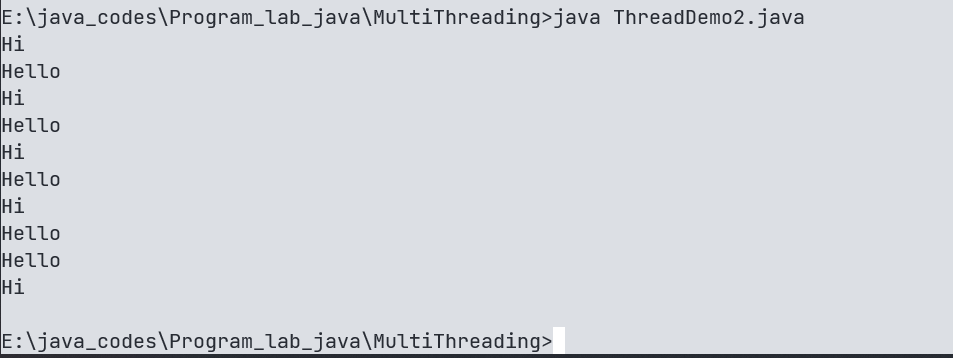 E:\java_codes\Program_lab_java\MultiThreading>java ThreadDemo2.java
Hi
Hello
Hi
Hello
Hi
Hello
Hi
Hello
Hello
Hi
E:\java_codes\Program_lab_java\MultiThreading>